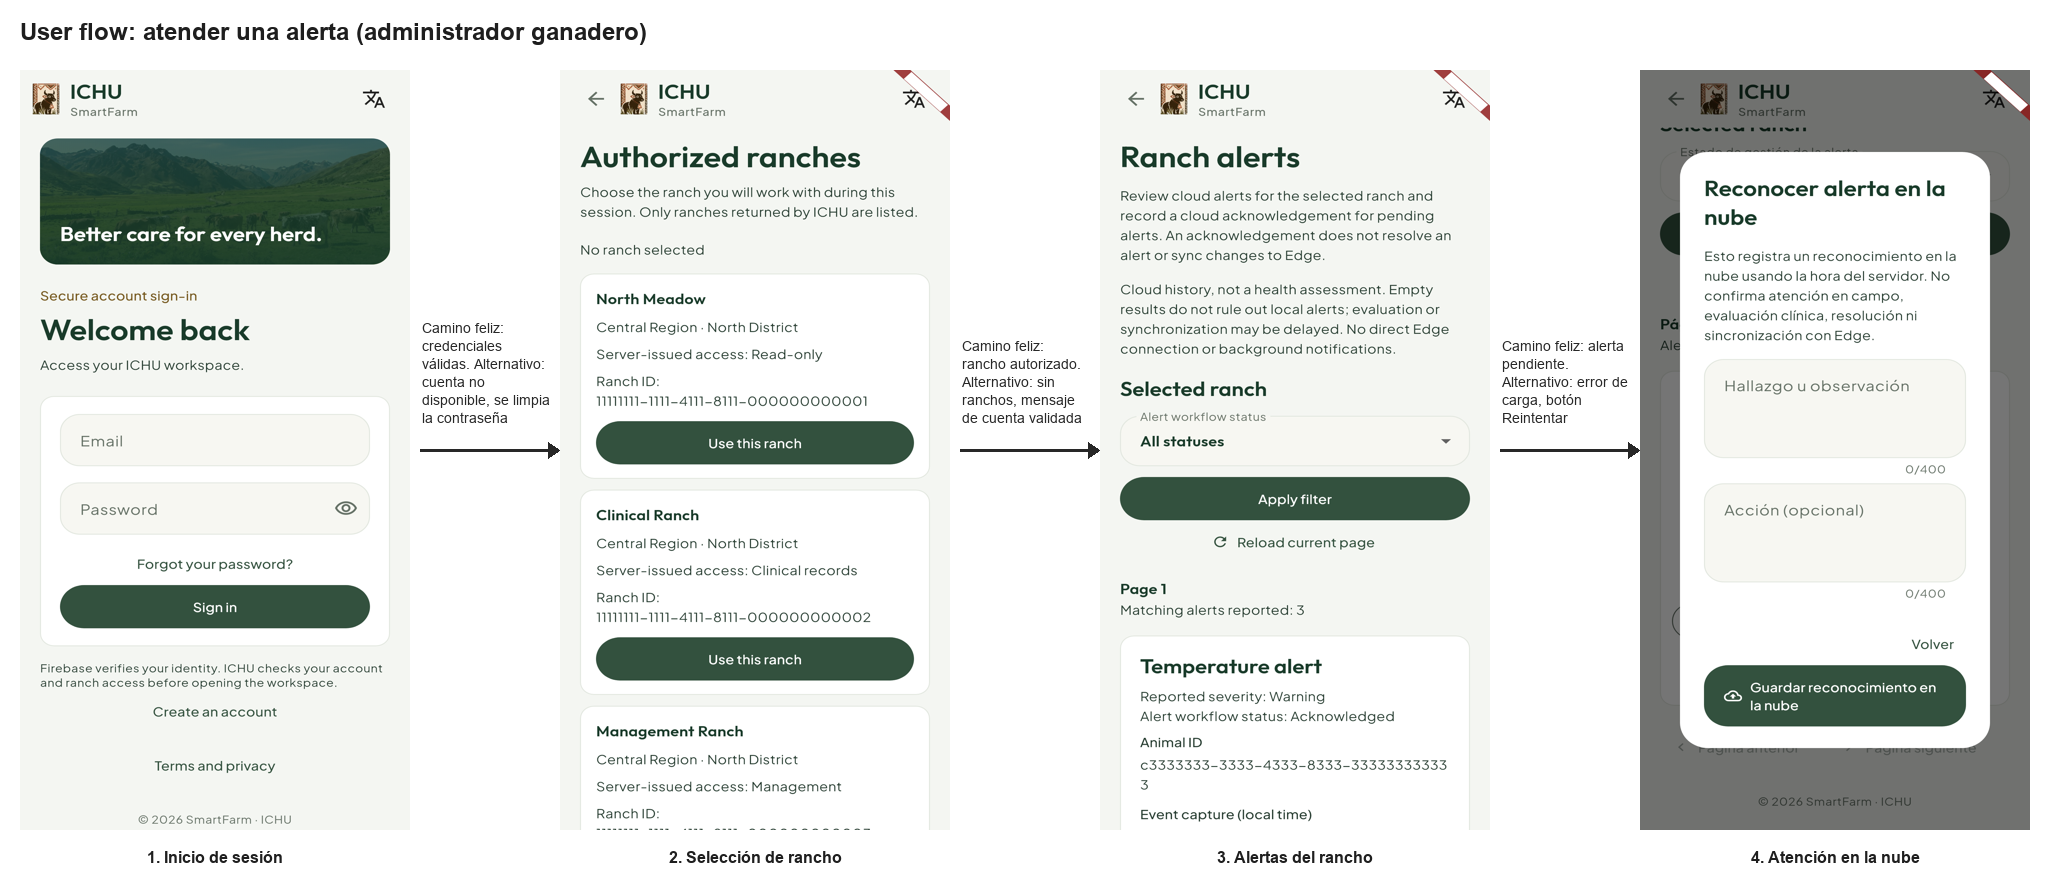 User flow: atender una alerta (administrador ganadero)
ICHU
SmartFarm
Better care for every herd.
Secure account sign-in
Welcome back
Access your ICHU workspace.
Email
Password
Forgot your password?
Sign in
Firebase verifies your identity. ICHU checks your account
and ranch access before opening the workspace.
Create an account
Terms and privacy
© 2026 SmartFarm · ICHU
1. Inicio de sesión
Camino feliz:
credenciales
válidas. Alternativo:
cuenta no
disponible, se limpia
la contraseña
ICHU
SmartFarm
Authorized ranches
Choose the ranch you will work with during this
session. Only ranches returned by ICHU are listed.
No ranch selected
North Meadow
Central Region · North District
Server-issued access: Read-only
Ranch ID:
11111111-1111-4111-8111-000000000001
Use this ranch
Clinical Ranch
Central Region · North District
Server-issued access: Clinical records
Ranch ID:
11111111-1111-4111-8111-000000000002
Use this ranch
Management Ranch
Central Region · North District
Server-issued access: Management
Ranch ID:
2. Selección de rancho
Camino feliz:
rancho autorizado.
Alternativo: sin
ranchos, mensaje
de cuenta validada
ICHU
SmartFarm
Ranch alerts
Review cloud alerts for the selected ranch and
record a cloud acknowledgement for pending
alerts. An acknowledgement does not resolve an
alert or sync changes to Edge.
Cloud history, not a health assessment. Empty
results do not rule out local alerts; evaluation or
synchronization may be delayed. No direct Edge
connection or background notifications.
Selected ranch
Alert workflow status
All statuses
Apply filter
Reload current page
Page 1
Matching alerts reported: 3
Temperature alert
Reported severity: Warning
Alert workflow status: Acknowledged
Animal ID
c3333333-3333-4333-8333-33333333333
3
Event capture (local time)
3. Alertas del rancho
Camino feliz: alerta
pendiente.
Alternativo: error de
carga, botón
Reintentar
ICHU
SmartFarm
Selected ranch
Reconocer alerta en la
nube
Esto registra un reconocimiento en la
nube usando la hora del servidor. No
confirma atención en campo,
evaluación clínica, resolución ni
sincronización con Edge.
Hallazgo u observación
0/400
Acción (opcional)
0/400
Volver
Guardar reconocimiento en
la nube
Página anterior
Página siguiente
© 2026 SmartFarm · ICHU
4. Atención en la nube